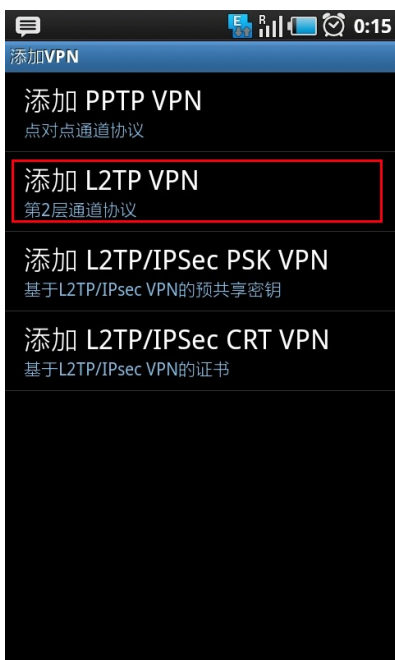 E R 0:15
添加VPN
添加 PPTP VPN
点对点通道协议
添加 L2TP VPN
第2层通道协议
添加 L2TP/IPSec PSK VPN
基于L2TP/IPsec VPN的预共享密钥
添加 L2TP/IPSec CRT VPN
基于L2TP/IPsec VPN的证书